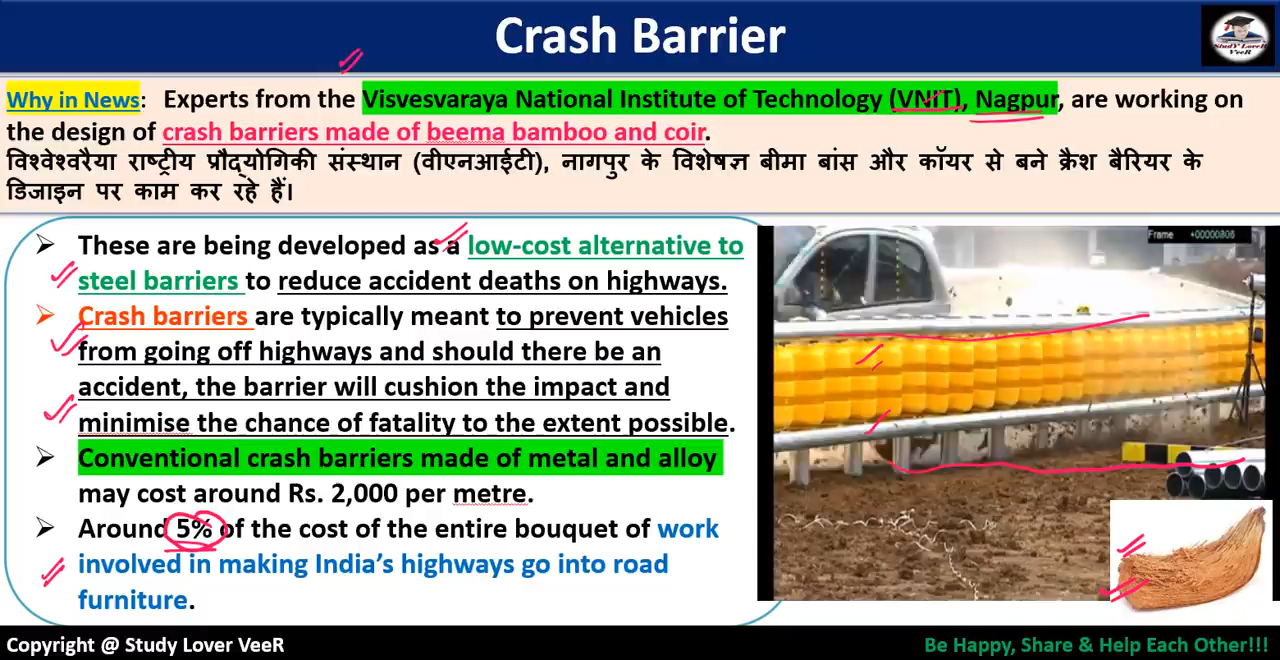 Crash Barrier
StudY LoveR
VeeR
Why in News: Experts from the Visvesvaraya National Institute of Technology (VNIT), Nagpur, are working on
the design of crash barriers made of beema bamboo and coir.
विश्वेश्वरैया राष्ट्रीय प्रौद्योगिकी संस्थान (वीएनआईटी), नागपुर के विशेषज्ञ बीमा बांस और कॉयर से बने क्रैश बैरियर के
डिजाइन पर काम कर रहे हैं।
➢ These are being developed as a low-cost alternative to
steel barriers to reduce accident deaths on highways.
➢ Crash barriers are typically meant to prevent vehicles
from going off highways and should there be an
accident, the barrier will cushion the impact and
minimise the chance of fatality to the extent possible.
➢ Conventional crash barriers made of metal and alloy
may cost around Rs. 2,000 per metre.
➢ Around 5% of the cost of the entire bouquet of work
involved in making India's highways go into road
furniture.
Frame +00000806
Copyright @ Study Lover VeeR
Be Happy, Share & Help Each Other!!!